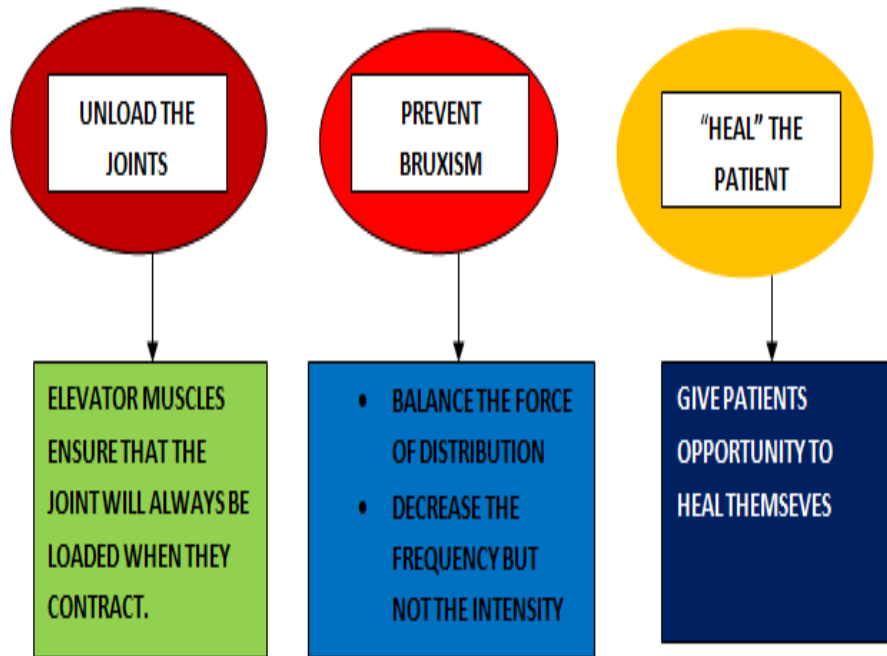 UNLOAD THE
JOINTS
PREVENT
BRUXISM
“HEAL” THE
PATIENT
ELEVATOR MUSCLES
ENSURE THAT THE
JOINT WILL ALWAYS BE
LOADED WHEN THEY
CONTRACT.
• BALANCE THE FORCE
OF DISTRIBUTION
• DECREASE THE
FREQUENCY BUT
NOT THE INTENSITY
GIVE PATIENTS
OPPORTUNITY TO
HEAL THEMSEVES